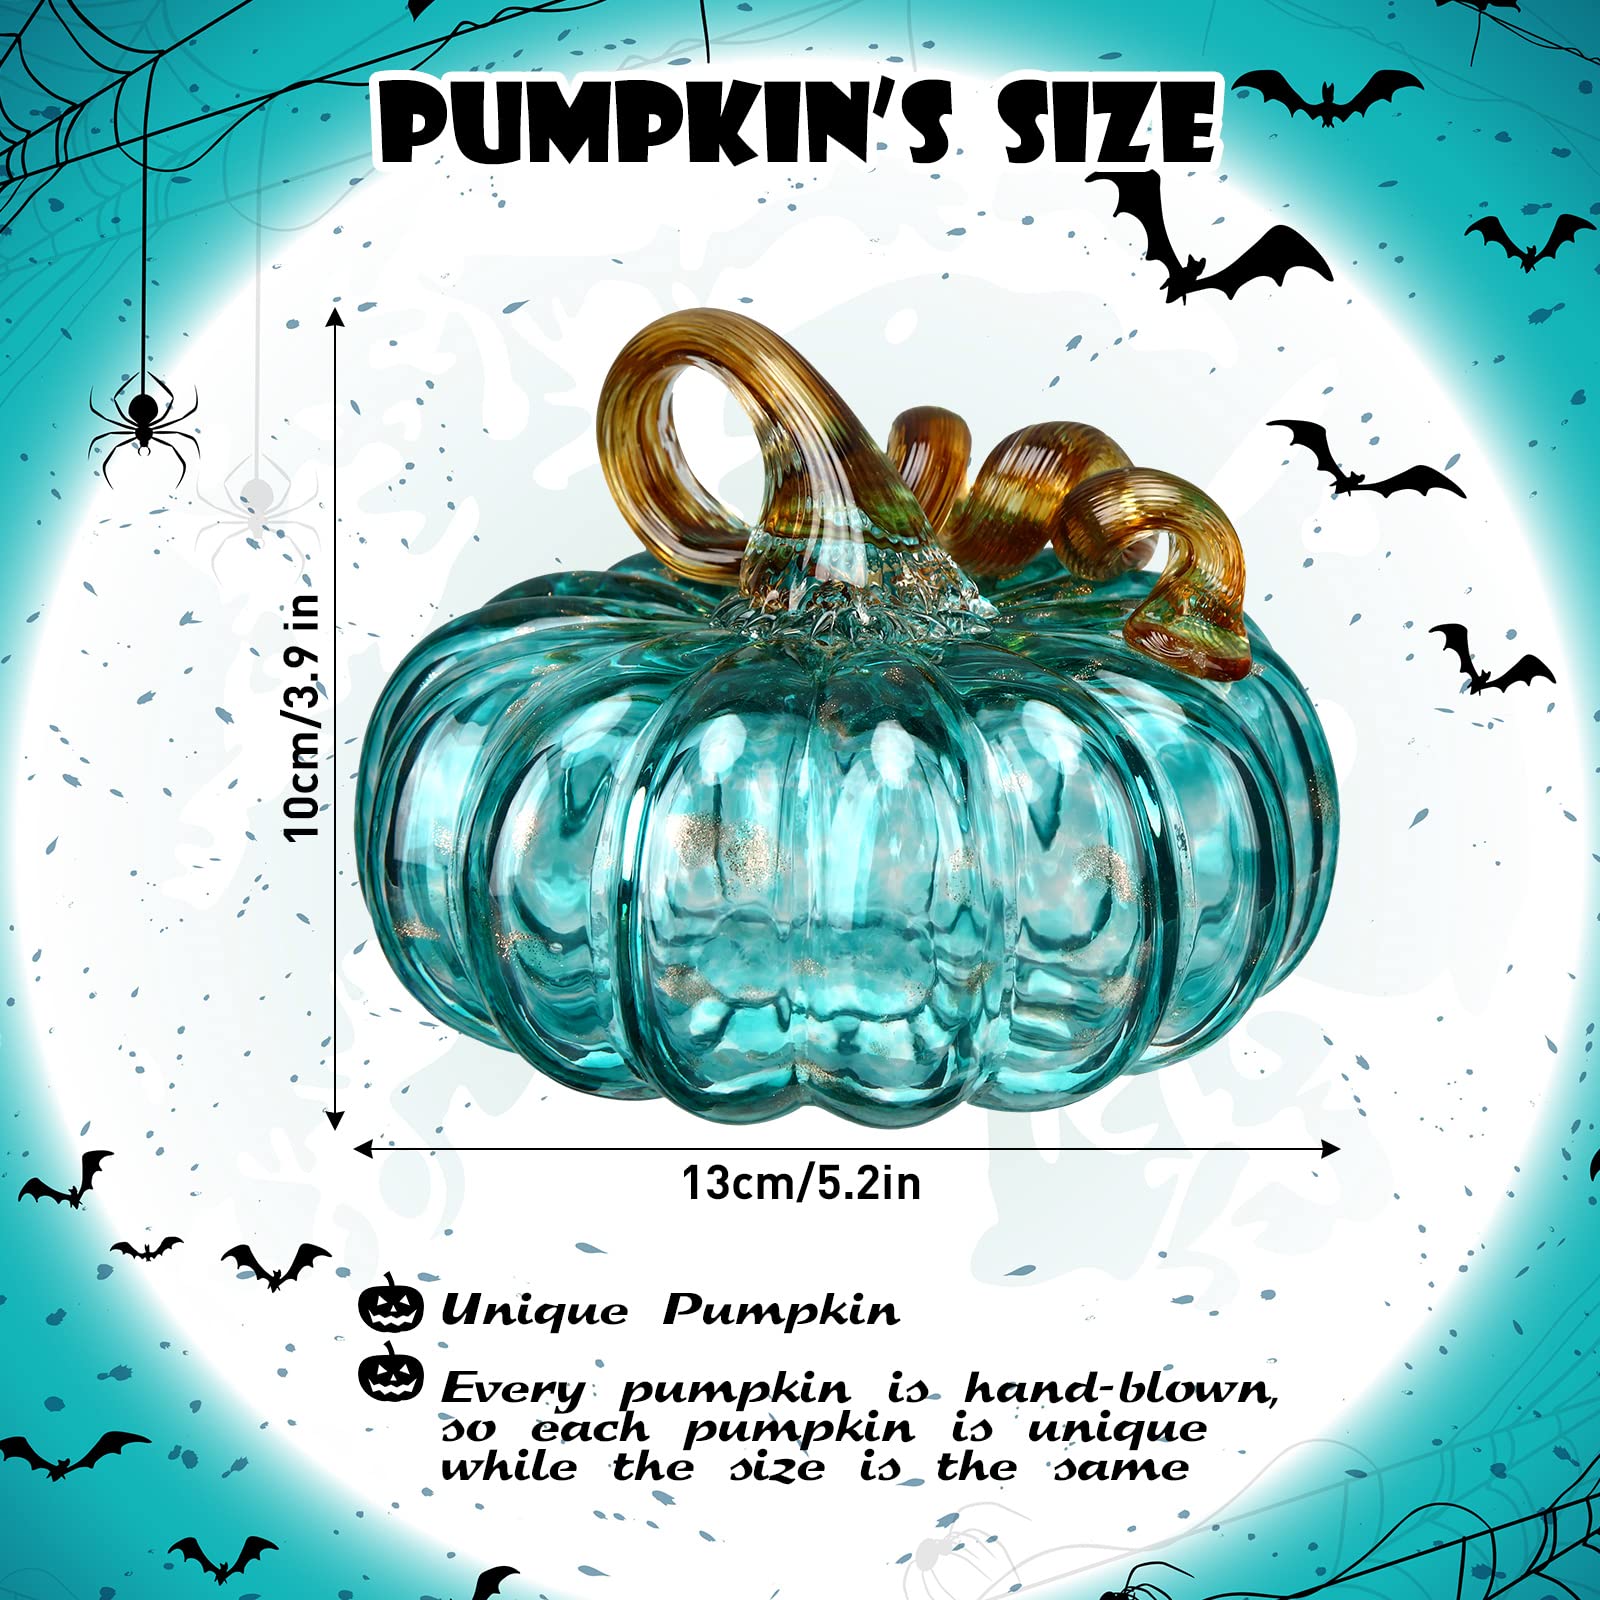 PUMPKIN'S SIZE
10cm/3.9 in
13cm/5.2in
Unique Pumpkin
Every pumpkin is hand-blown,
so each pumpkin is unique
while the size is the same